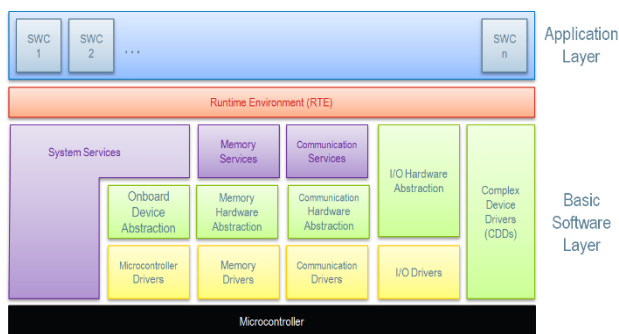 SWC
1
SWC
2
...
SWC
n
Application
Layer
Runtime Environment (RTE)
System Services
Memory
Services
Communication
Services
I/O Hardware
Abstraction
Complex
Device
Drivers
(CDDs)
Onboard
Device
Abstraction
Memory
Hardware
Abstraction
Communication
Hardware
Abstraction
Basic
Software
Layer
Microcontroller
Drivers
Memory
Drivers
Communication
Drivers
I/O Drivers
Microcontroller